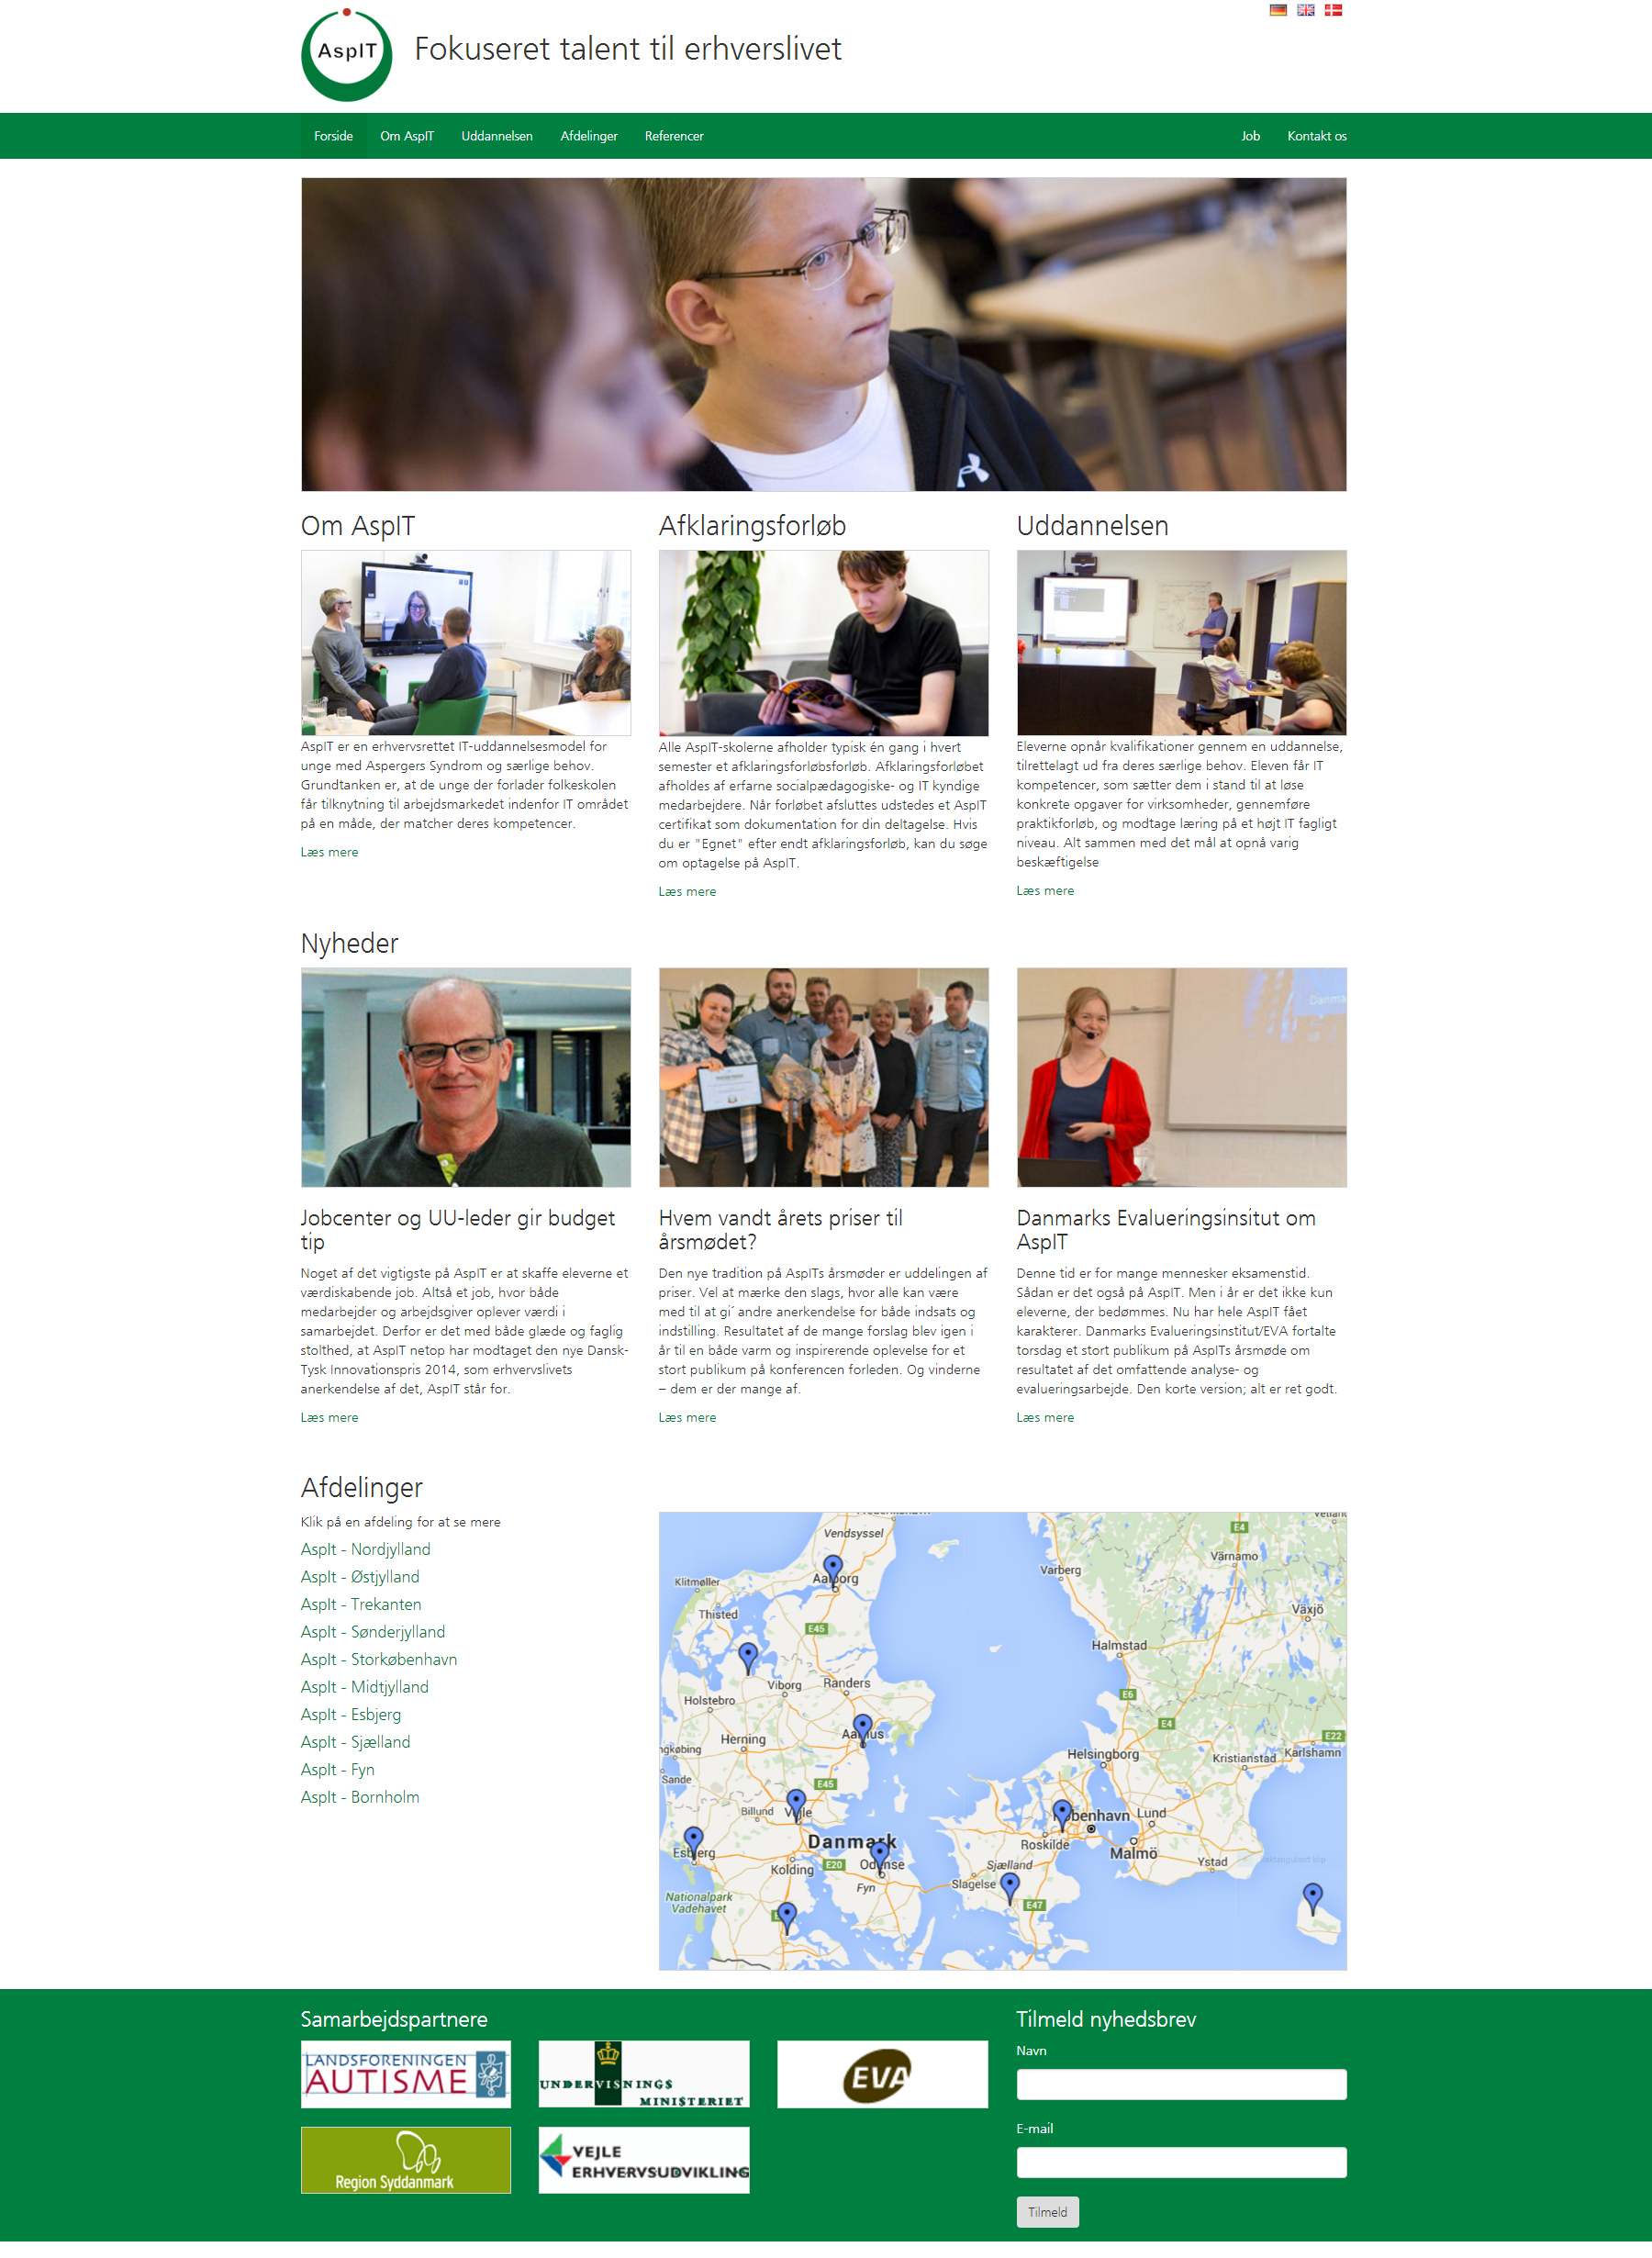 AspIT
Fokuseret talent til erhverslivet
Forside Om AspIT Uddannelsen Afdelinger Referencer Job Kontakt os
Om AspIT
AspIT er en erhvervsrettet IT-uddannelsesmodel for
unge med Aspergers Syndrom og særlige behov.
Grundtanken er, at de unge der forlader folkeskolen
får tilknytning til arbejdsmarkedet indenfor IT området
på en måde, der matcher deres kompetencer.
Læs mere
Afklaringsforløb
Alle AspIT-skolerne afholder typisk én gang i hvert
semester et afklaringsforløbsforløb. Afklaringsforløbet
afholdes af erfarne socialpædagogiske- og IT kyndige
medarbejdere. Når forløbet afsluttes udstedes et AspIT
certifikat som dokumentation for din deltagelse. Hvis
du er "Egnet" efter endt afklaringsforløb, kan du søge
om optagelse på AspIT.
Læs mere
Uddannelsen
Eleverne opnår kvalifikationer gennem en uddannelse,
tilrettelagt ud fra deres særlige behov. Eleven får IT
kompetencer, som sætter dem i stand til at løse
konkrete opgaver for virksomheder, gennemføre
praktikforløb, og modtage læring på et højt IT fagligt
niveau. Alt sammen med det mål at opnå varig
beskæftigelse
Læs mere
Nyheder
Danma
Jobcenter og UU-leder gir budget
tip
Noget af det vigtigste på AspIT er at skaffe eleverne et
værdiskabende job. Altså et job, hvor både
medarbejder og arbejdsgiver oplever værdi i
samarbejdet. Derfor er det med både glæde og faglig
stolthed, at AspIT netop har modtaget den nye Dansk-
Tysk Innovationspris 2014, som erhvervslivets
anerkendelse af det, AspIT står for.
Læs mere
Hvem vandt årets priser til
årsmødet?
Den nye tradition på AspITs årsmøder er uddelingen af
priser. Vel at mærke den slags, hvor alle kan være
med til at gi´ andre anerkendelse for både indsats og
indstilling. Resultatet af de mange forslag blev igen i
år til en både varm og inspirerende oplevelse for et
stort publikum på konferencen forleden. Og vinderne
– dem er der mange af.
Læs mere
Danmarks Evalueringsinsitut om
AspIT
Denne tid er for mange mennesker eksamenstid.
Sådan er det også på AspIT. Men i år er det ikke kun
eleverne, der bedømmes. Nu har hele AspIT fået
karakterer. Danmarks Evalueringsinstitut/EVA fortalte
torsdag et stort publikum på AspITs årsmøde om
resultatet af det omfattende analyse- og
evalueringsarbejde. Den korte version; alt er ret godt.
Læs mere
Afdelinger
Klik på en afdeling for at se mere
AspIt - Nordjylland
AspIt - Østjylland
AspIt - Trekanten
AspIt - Sønderjylland
AspIt - Storkøbenhavn
AspIt - Midtjylland
AspIt - Esbjerg
AspIt - Sjælland
AspIt - Fyn
AspIt - Bornholm
Vendsyssel
E4
Aalborg
Varberg
Värnamo
Klitmøller
Thisted
Växjö
E45
Halmstad
Viborg
Randers
Holstebro
E6
E4
Aarhus
E22
Herning
Helsingborg
Kristianstad
Karlshamn
ngkøbing
Sande
E45
Billund
Vejle
København
Lund
Danmark
Roskilde
Malmö
Esbjerg
Kolding
E20
Odense
Sjælland
Ystad
Fyn
Slagelse
Nationalpark
Vadehavet
E47
Samarbejdspartnere
LANDSFORENINGEN
AUTISME
UNDERVISNINGS
MINISTERIET
EVA
Region Syddanmark
VEJLE
ERHVERVSUDVIKLING
Tilmeld nyhedsbrev
Navn
E-mail
Tilmeld